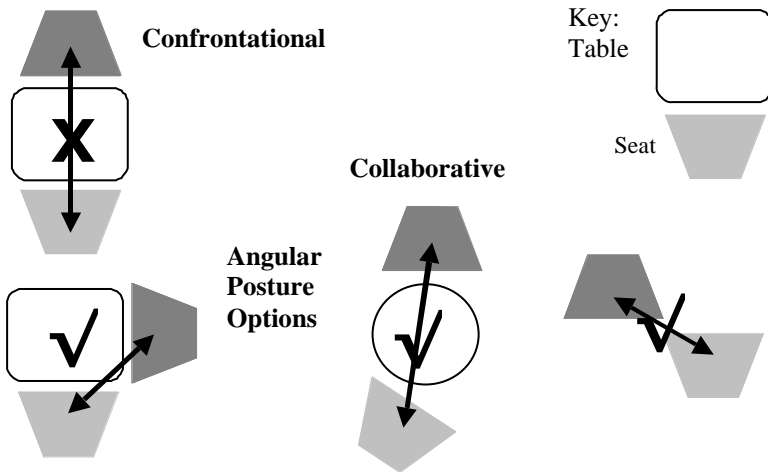 Confrontational
Key:
Table
X
Seat
Collaborative
Angular
Posture
Options
√
√
√